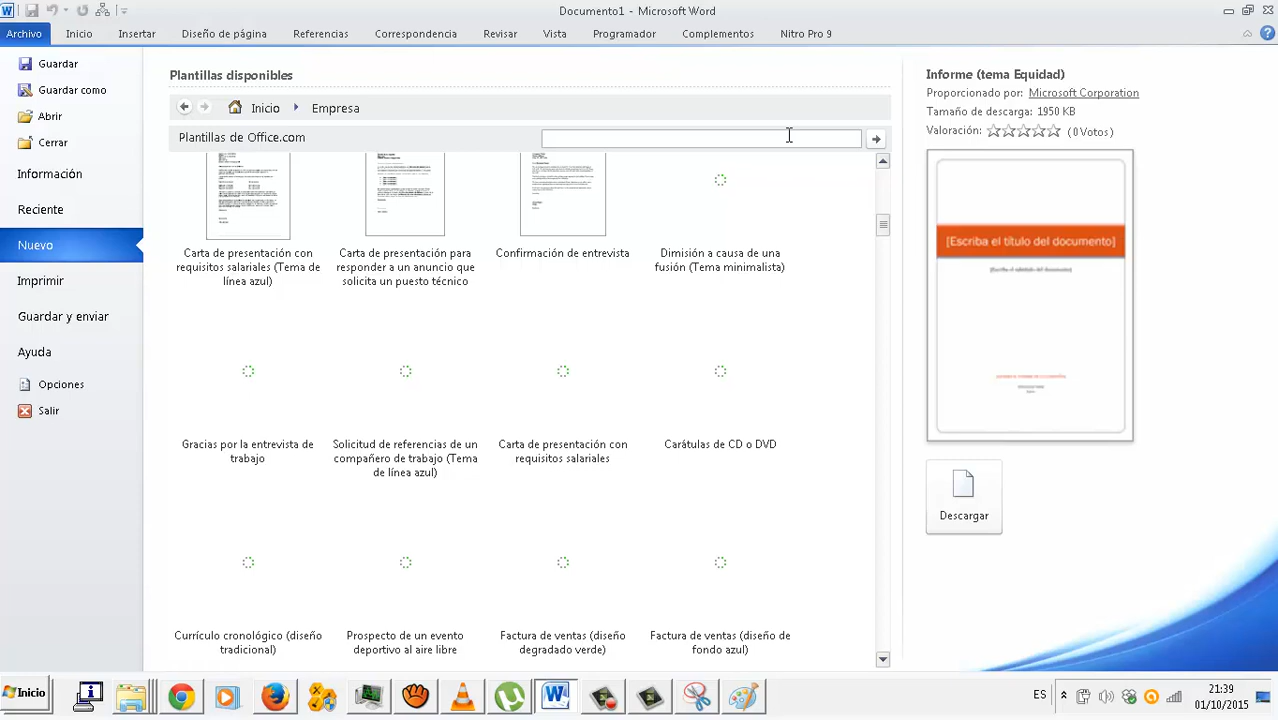 Documento1 - Microsoft Word
Archivo Inicio Insertar Diseño de página Referencias Correspondencia Revisar Vista Programador Complementos Nitro Pro 9
Guardar
Guardar como
Abrir
Cerrar
Información
Reciente
Nuevo
Imprimir
Guardar y enviar
Ayuda
Opciones
Salir
Plantillas disponibles
Inicio Empresa
Plantillas de Office.com
Carta de presentación con
requisitos salariales (Tema de
línea azul)
Carta de presentación para
responder a un anuncio que
solicita un puesto técnico
Confirmación de entrevista
Dimisión a causa de una
fusión (Tema minimalista)
Gracias por la entrevista de
trabajo
Solicitud de referencias de un
compañero de trabajo (Tema
de línea azul)
Carta de presentación con
requisitos salariales
Carátulas de CD o DVD
Currículo cronológico (diseño
tradicional)
Prospecto de un evento
deportivo al aire libre
Factura de ventas (diseño
degradado verde)
Factura de ventas (diseño de
fondo azul)
Informe (tema Equidad)
Proporcionado por: Microsoft Corporation
Tamaño de descarga: 1950 KB
Valoración: (0 Votos)
[Escriba el título del documento]
Descargar
Inicio
ES
21:39
01/10/2015